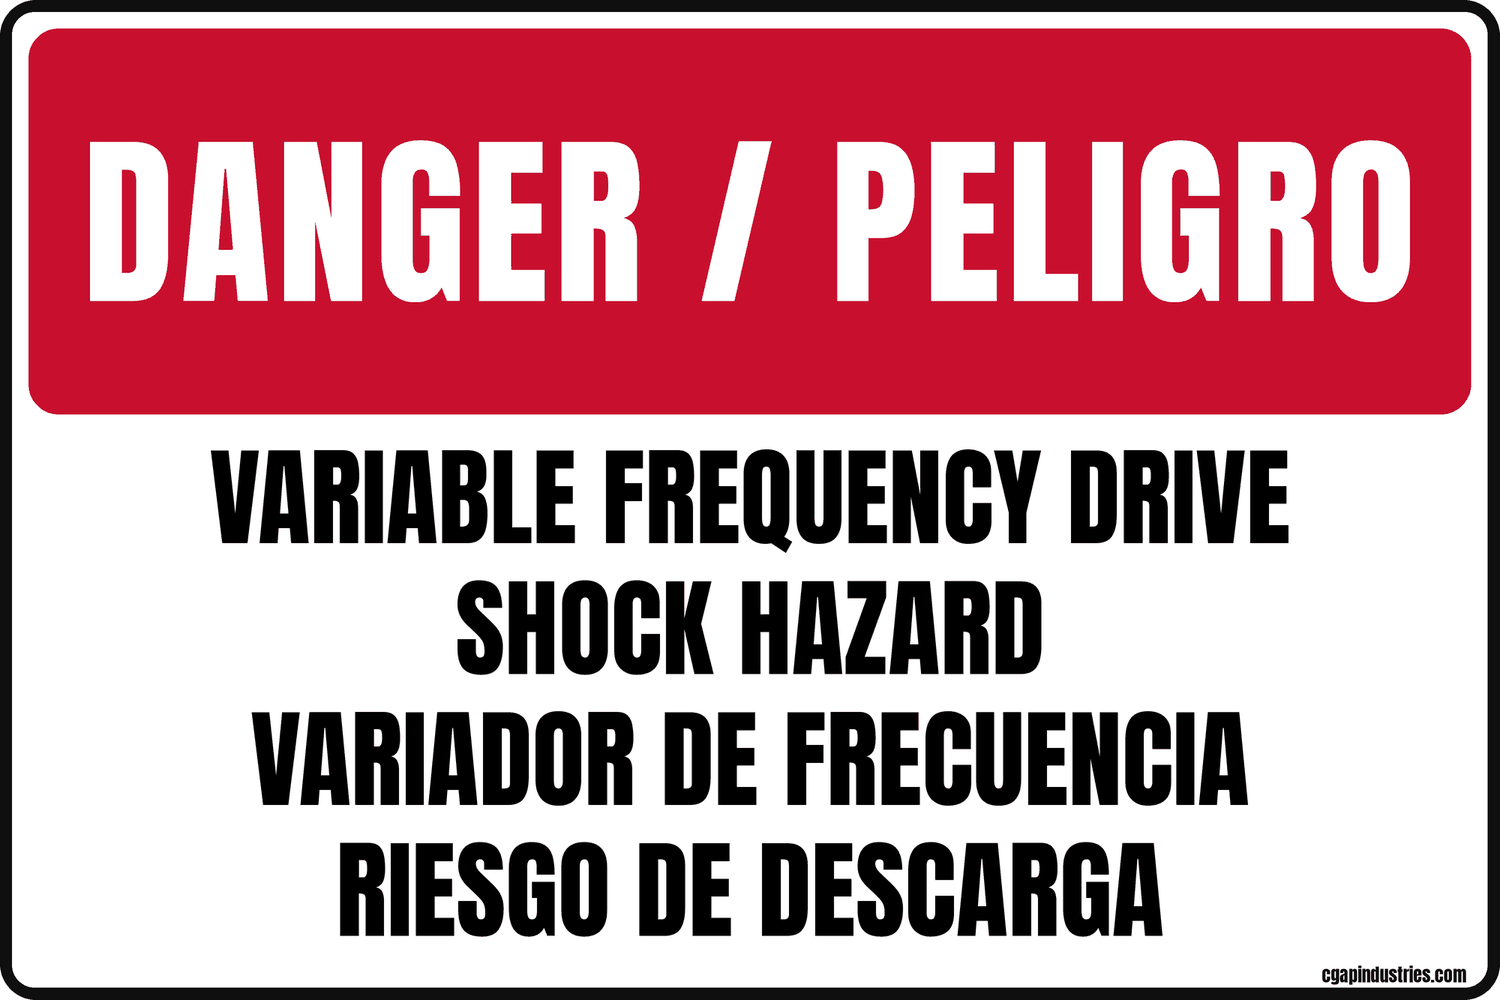 DANGER / PELIGRO
VARIABLE FREQUENCY DRIVE
SHOCK HAZARD
VARIADOR DE FRECUENCIA
RIESGO DE DESCARGA
cgapindustries.com